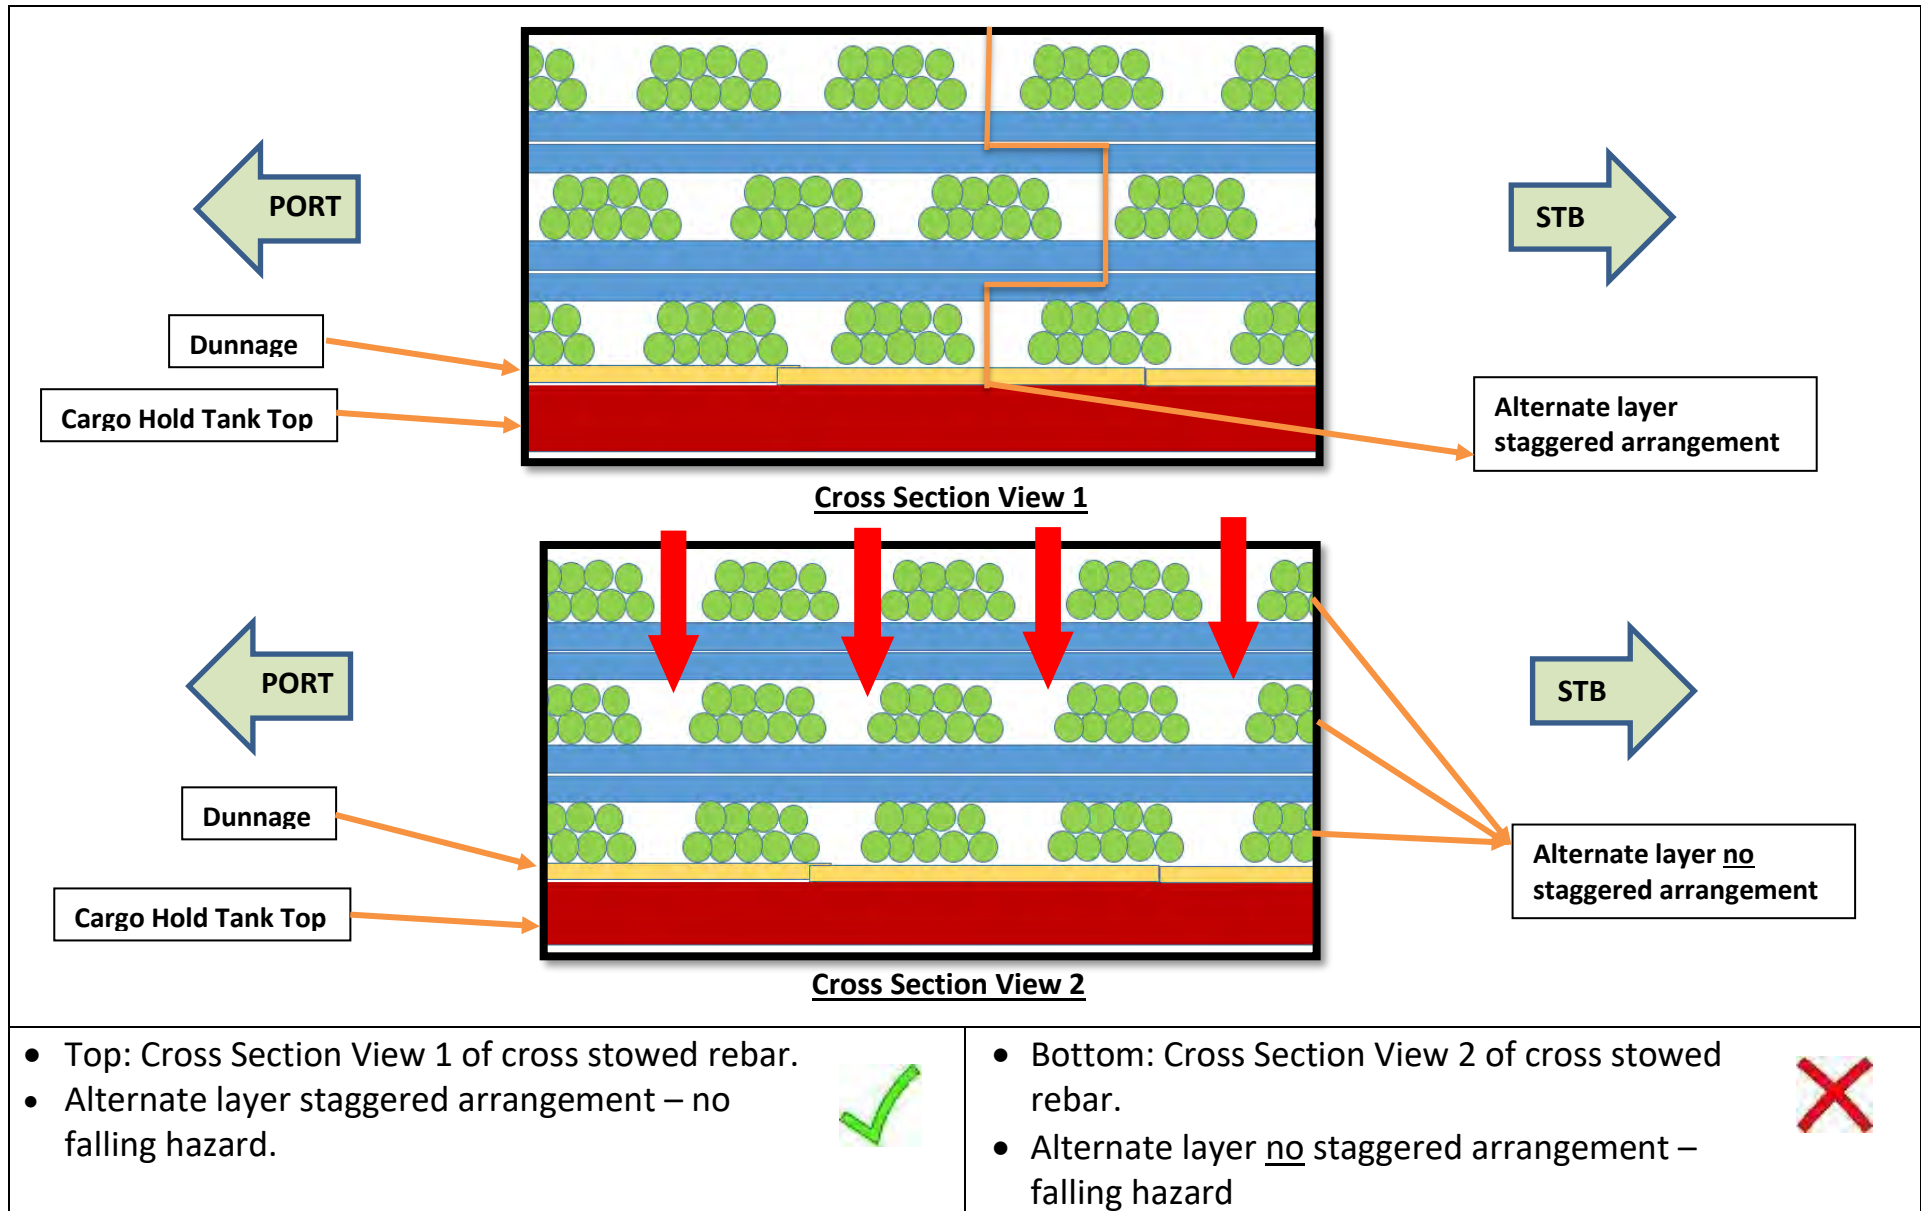 PORT
STB
Dunnage
Cargo Hold Tank Top
Alternate layer
staggered arrangement
Cross Section View 1
PORT
STB
Dunnage
Cargo Hold Tank Top
Alternate layer no
staggered arrangement
Cross Section View 2
• Top: Cross Section View 1 of cross stowed rebar.
• Alternate layer staggered arrangement – no
falling hazard.
• Bottom: Cross Section View 2 of cross stowed
rebar.
• Alternate layer no staggered arrangement –
falling hazard